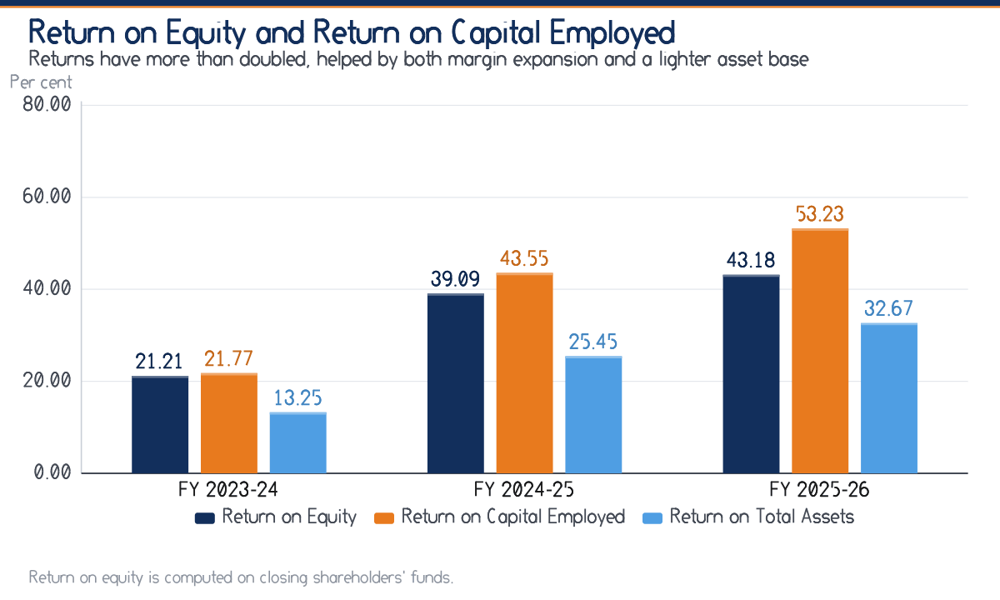 Return on Equity and Return on Capital Employed
Returns have more than doubled, helped by both margin expansion and a lighter asset base
Per cent
80.00
60.00
40.00
20.00
0.00
21.21
21.77
13.25
39.09
43.55
25.45
43.18
53.23
32.67
FY 2023-24
FY 2024-25
FY 2025-26
Return on Equity
Return on Capital Employed
Return on Total Assets
Return on equity is computed on closing shareholders' funds.